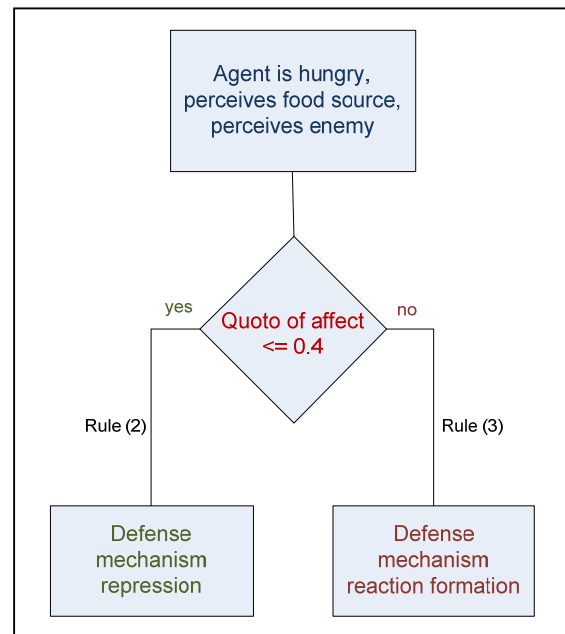 Agent is hungry,
perceives food source,
perceives enemy
yes
no
Quoto of affect
<= 0.4
Rule (2)
Rule (3)
Defense
mechanism
repression
Defense
mechanism
reaction formation